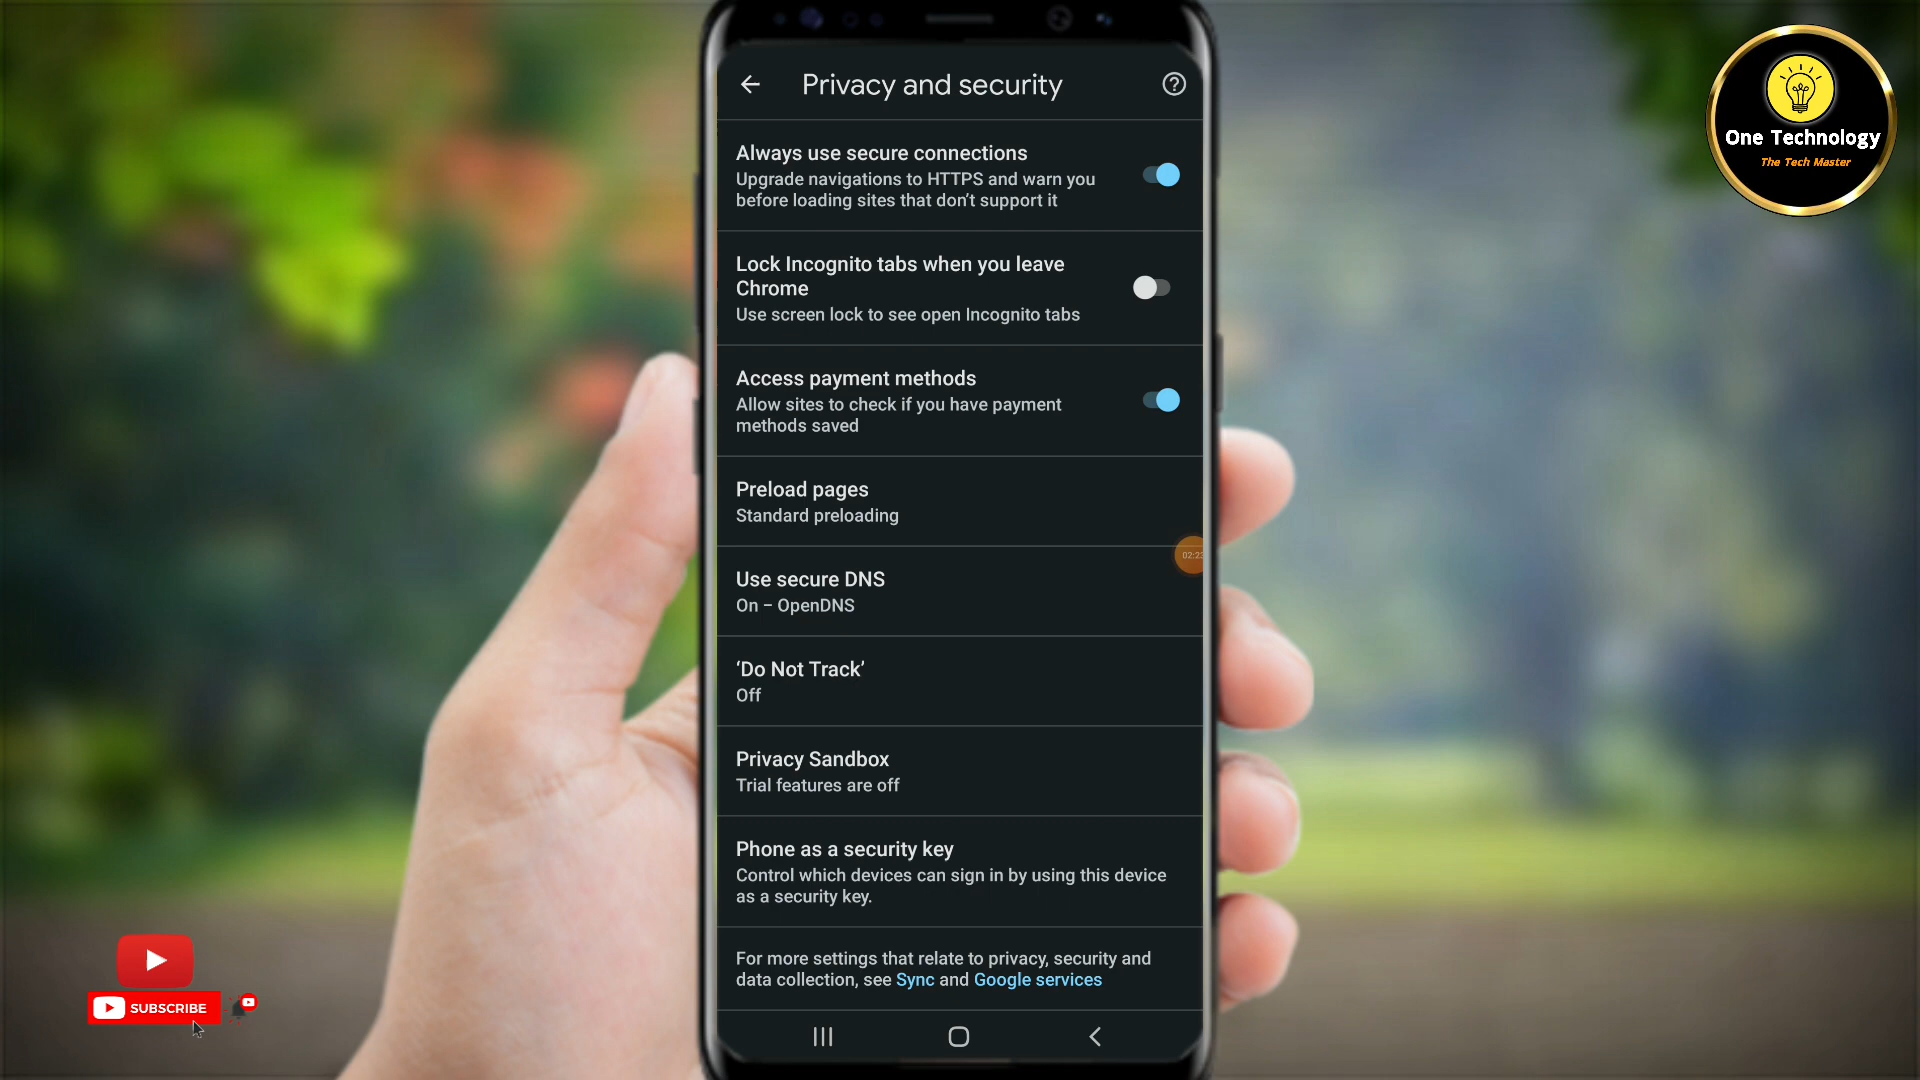 Privacy and security
Always use secure connections
Upgrade navigations to HTTPS and warn you
before loading sites that don't support it
Lock Incognito tabs when you leave
Chrome
Use screen lock to see open Incognito tabs
Access payment methods
Allow sites to check if you have payment
methods saved
Preload pages
Standard preloading
02:23
Use secure DNS
On – OpenDNS
‘Do Not Track’
Off
Privacy Sandbox
Trial features are off
Phone as a security key
Control which devices can sign in by using this device
as a security key.
For more settings that relate to privacy, security and
data collection, see Sync and Google services
One Technology
The Tech Master
SUBSCRIBE